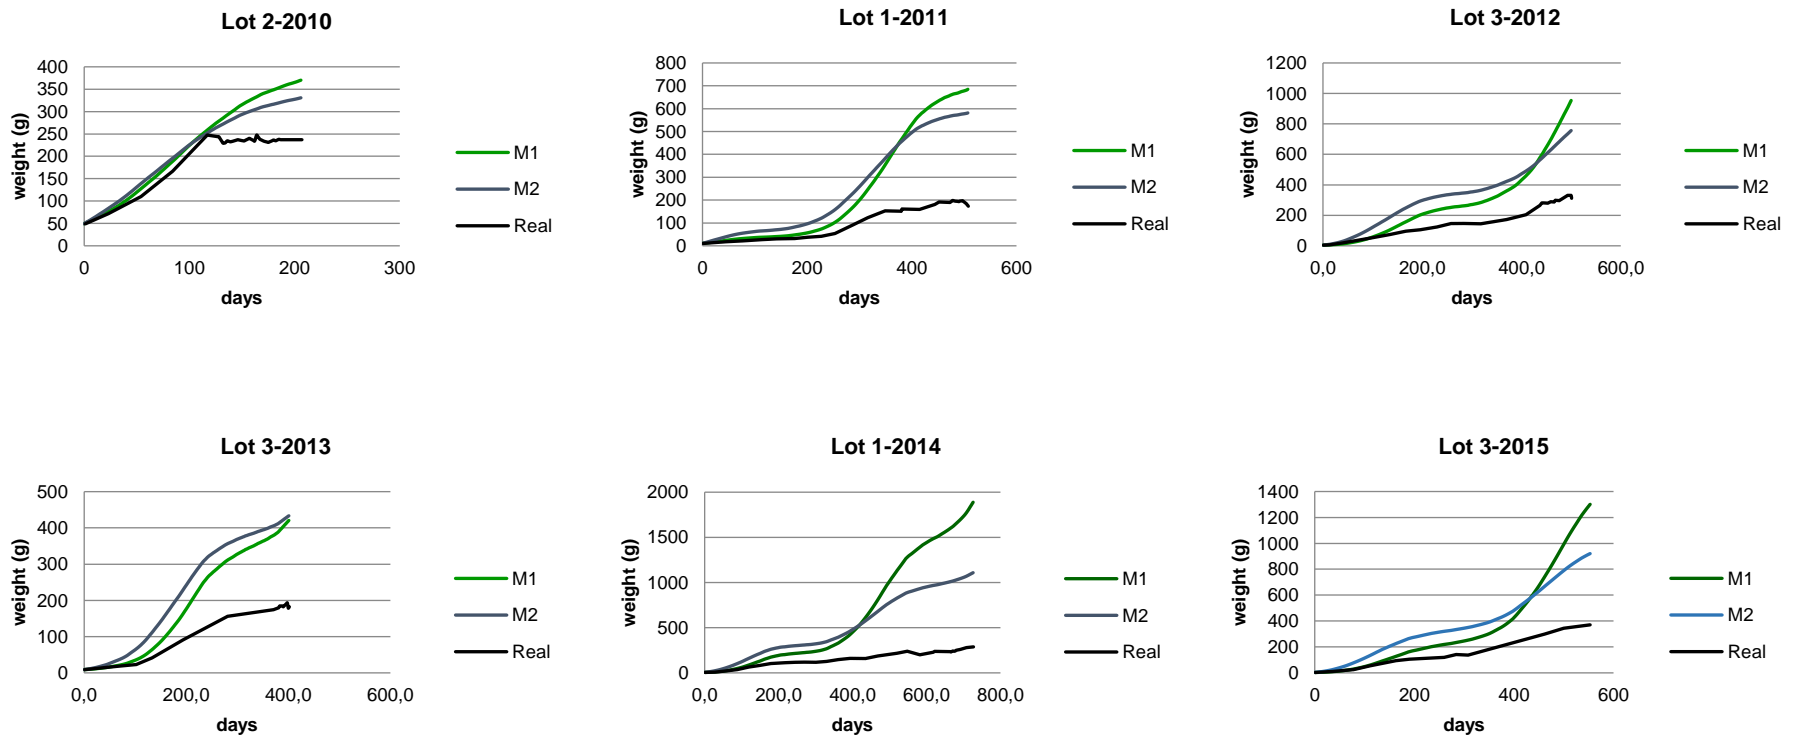 Lot 2-2010
400
350
300
250
200
150
100
50
0
weight (g)
0 100 200 300
days
M1
M2
Real
Lot 1-2011
800
700
600
500
400
300
200
100
0
weight (g)
0 200 400 600
days
M1
M2
Real
Lot 3-2012
1200
1000
800
600
400
200
0
weight (g)
0,0 200,0 400,0 600,0
days
M1
M2
Real
Lot 3-2013
500
400
300
200
100
0
weight (g)
0,0 200,0 400,0 600,0
days
M1
M2
Real
Lot 1-2014
2000
1500
1000
500
0
weight (g)
0,0 200,0 400,0 600,0 800,0
days
M1
M2
Real
Lot 3-2015
1400
1200
1000
800
600
400
200
0
weight (g)
0 200 400 600
days
M1
M2
Real